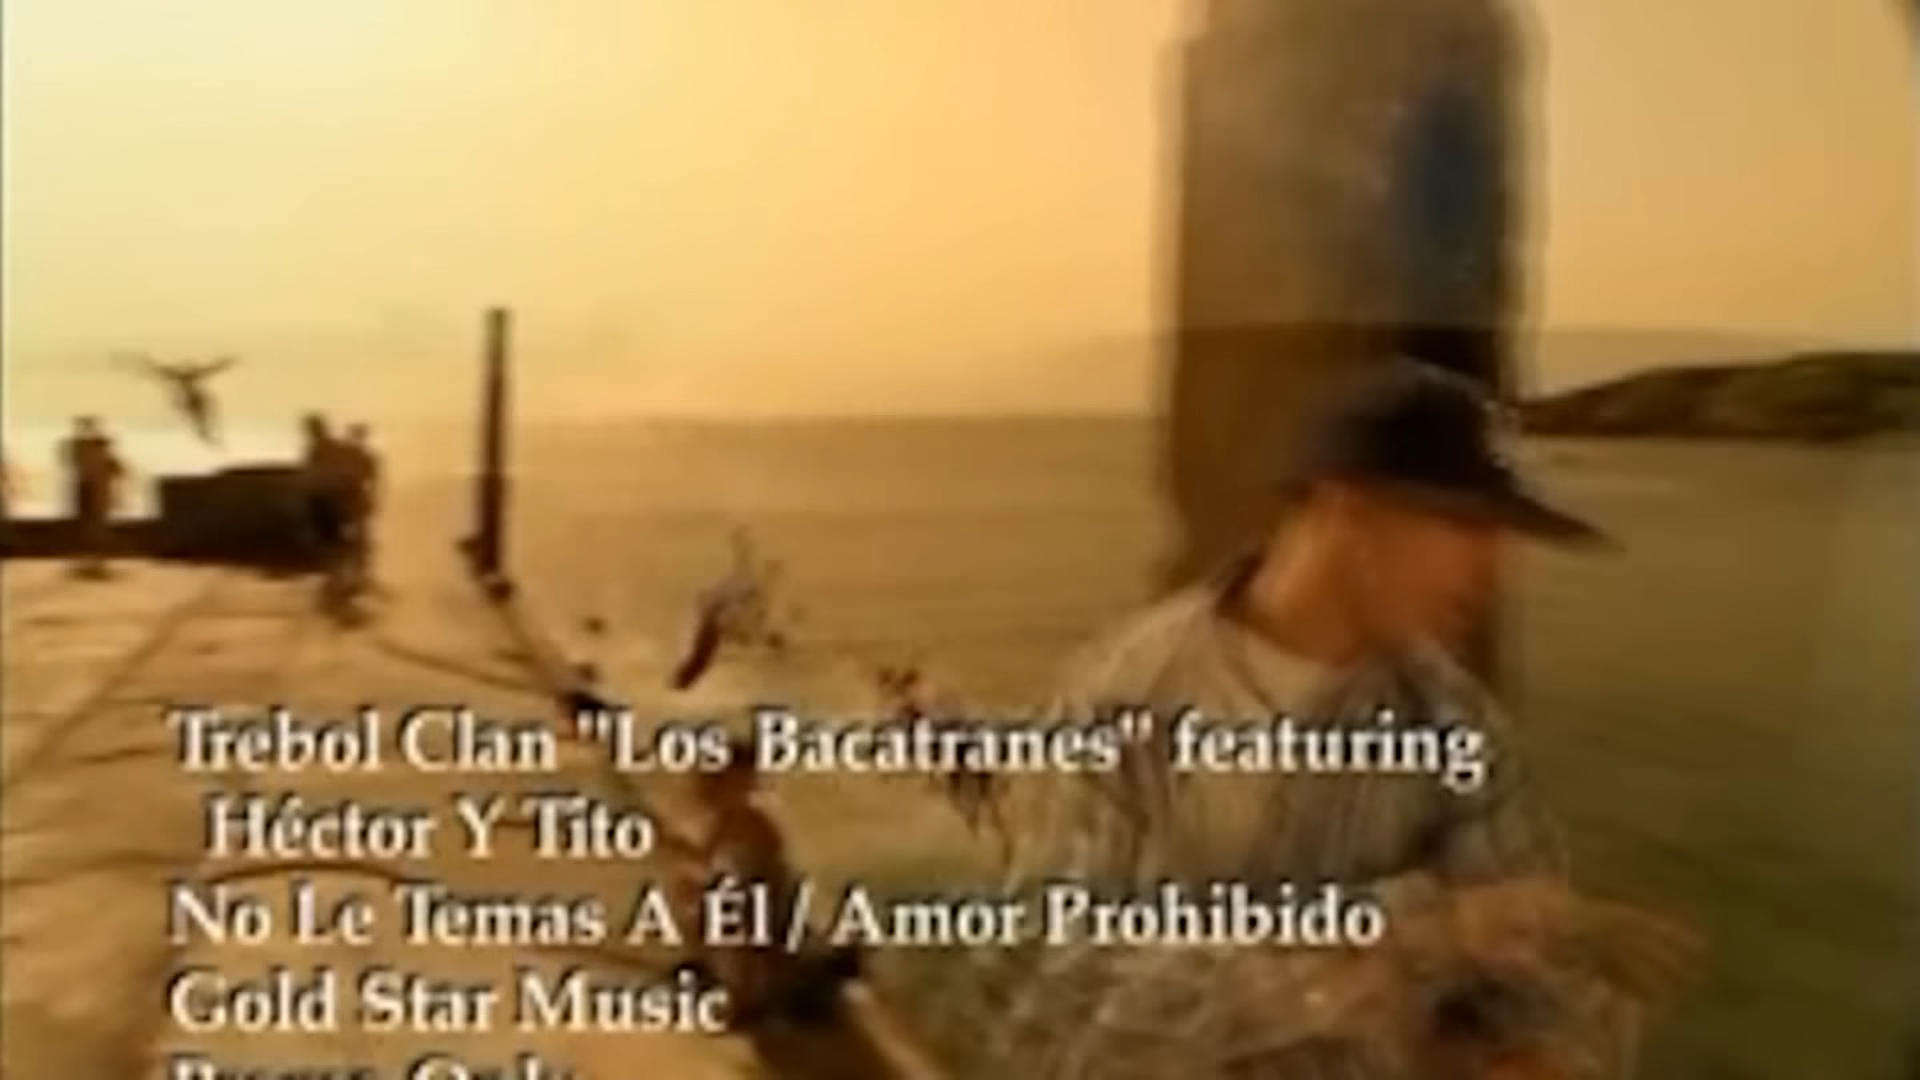 Trebol Clan "Los Bacatranes" featuring
Héctor Y Tito
No Le Temas A Él / Amor Prohibido
Gold Star Music